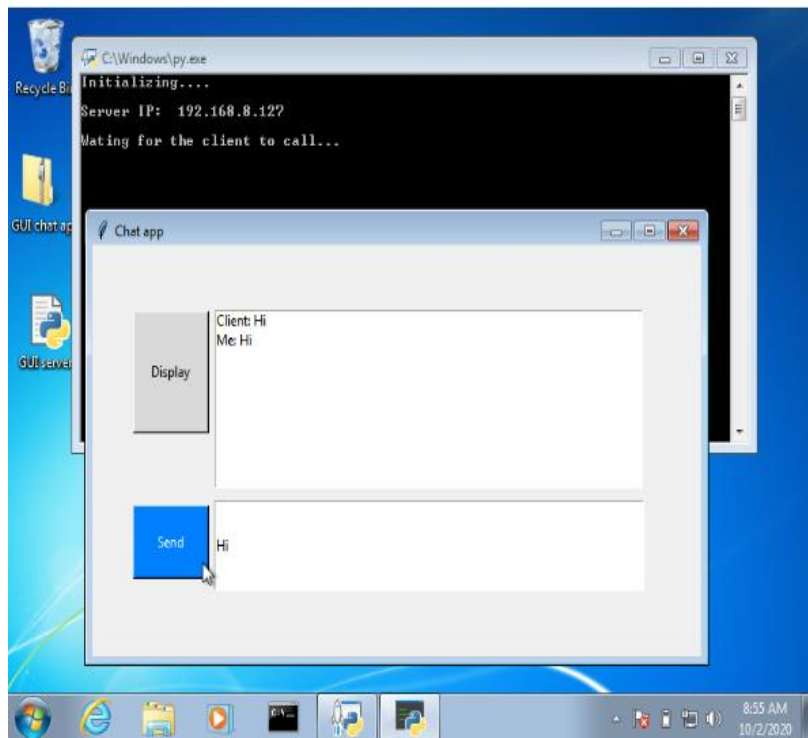 Recycle Bi
C:\Windows\py.exe
Initializing....
Server IP: 192.168.8.127
Wating for the client to call...
GUI chat ap
GUI server
Chat app
Display
Client: Hi
Me: Hi
Send
Hi
C:\_
8:55 AM
10/2/2020